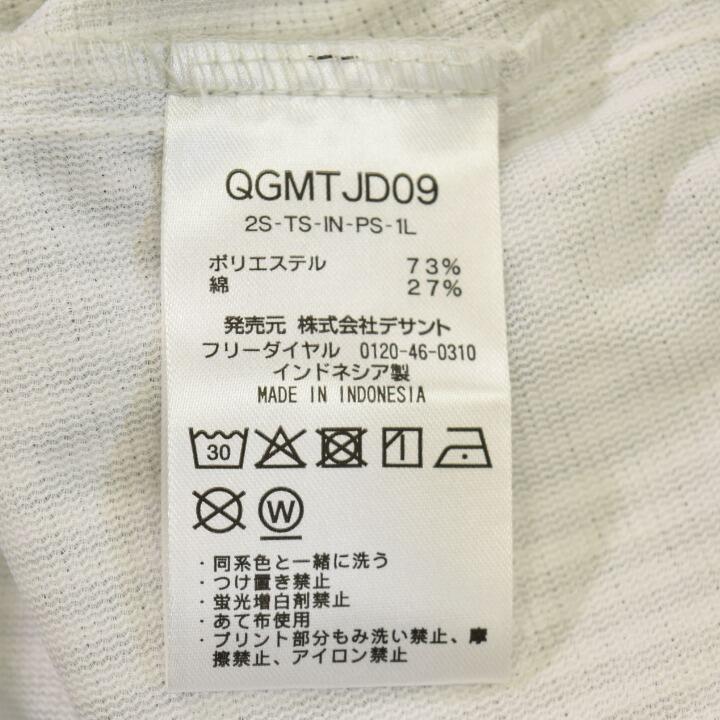 QGMTJD09
2S-TS-IN-PS-1L
ポリエステル 73%
綿 27%
発売元 株式会社デサント
フリーダイヤル 0120-46-0310
インドネシア製
MADE IN INDONESIA
30
W
・同系色と一緒に洗う
・つけ置き禁止
・蛍光増白剤禁止
・あて布使用
・プリント部分もみ洗い禁止、摩
擦禁止、アイロン禁止